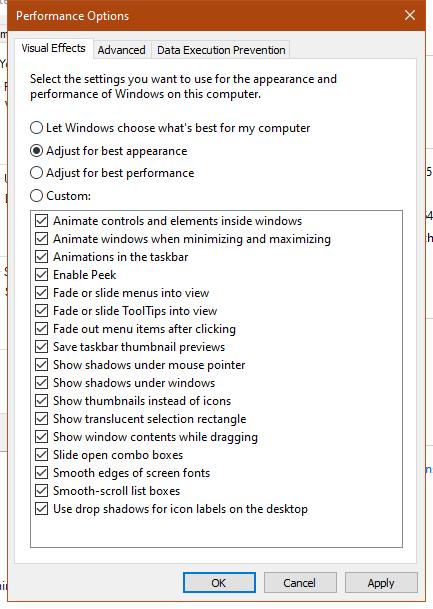 Performance Options
Visual Effects Advanced Data Execution Prevention
Select the settings you want to use for the appearance and
performance of Windows on this computer.
Let Windows choose what's best for my computer
Adjust for best appearance
Adjust for best performance
Custom:
Animate controls and elements inside windows
Animate windows when minimizing and maximizing
Animations in the taskbar
Enable Peek
Fade or slide menus into view
Fade or slide ToolTips into view
Fade out menu items after clicking
Save taskbar thumbnail previews
Show shadows under mouse pointer
Show shadows under windows
Show thumbnails instead of icons
Show translucent selection rectangle
Show window contents while dragging
Slide open combo boxes
Smooth edges of screen fonts
Smooth-scroll list boxes
Use drop shadows for icon labels on the desktop
OK Cancel Apply